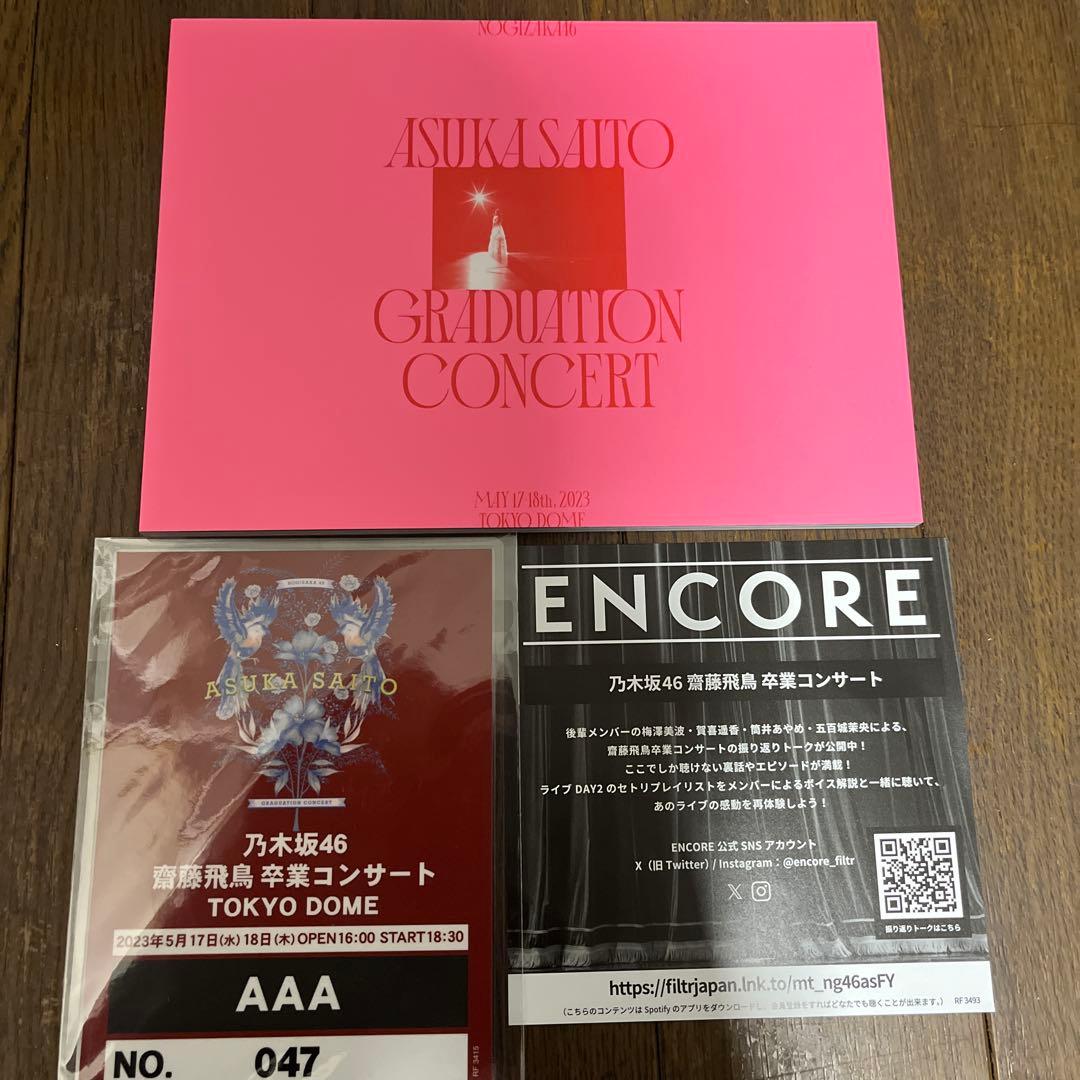 NOGIZAKA46
ASUKA SAITO
GRADUATION
CONCERT
MAY 17-18th, 2023
TOKYO DOME
NOGIZAKA 46
ASUKA SAITO
GRADUATION CONCERT
乃木坂46
齋藤飛鳥 卒業コンサート
TOKYO DOME
2023年5月17日(水) 18日(木) OPEN16:00 START18:30
AAA
NO. 047
RF 3415
ENCORE
乃木坂46 齋藤飛鳥 卒業コンサート
後輩メンバーの梅澤美波・賀喜遥香・筒井あやめ・五百城茉央による、
齋藤飛鳥卒業コンサートの振り返りトークが公開中！
ここでしか聴けない裏話やエピソードが満載！
ライブ DAY2 のセトリプレイリストをメンバーによるボイス解説と一緒に聴いて、
あのライブの感動を再体験しよう！
ENCORE 公式 SNS アカウント
X（旧 Twitter）/ Instagram：@encore_filtr
振り返りトークはこちら
https://filtrjapan.lnk.to/mt_ng46asFY
（こちらのコンテンツは Spotify のアプリをダウンロードし、会員登録をすればどなたでも聴くことが出来ます。） RF 3493